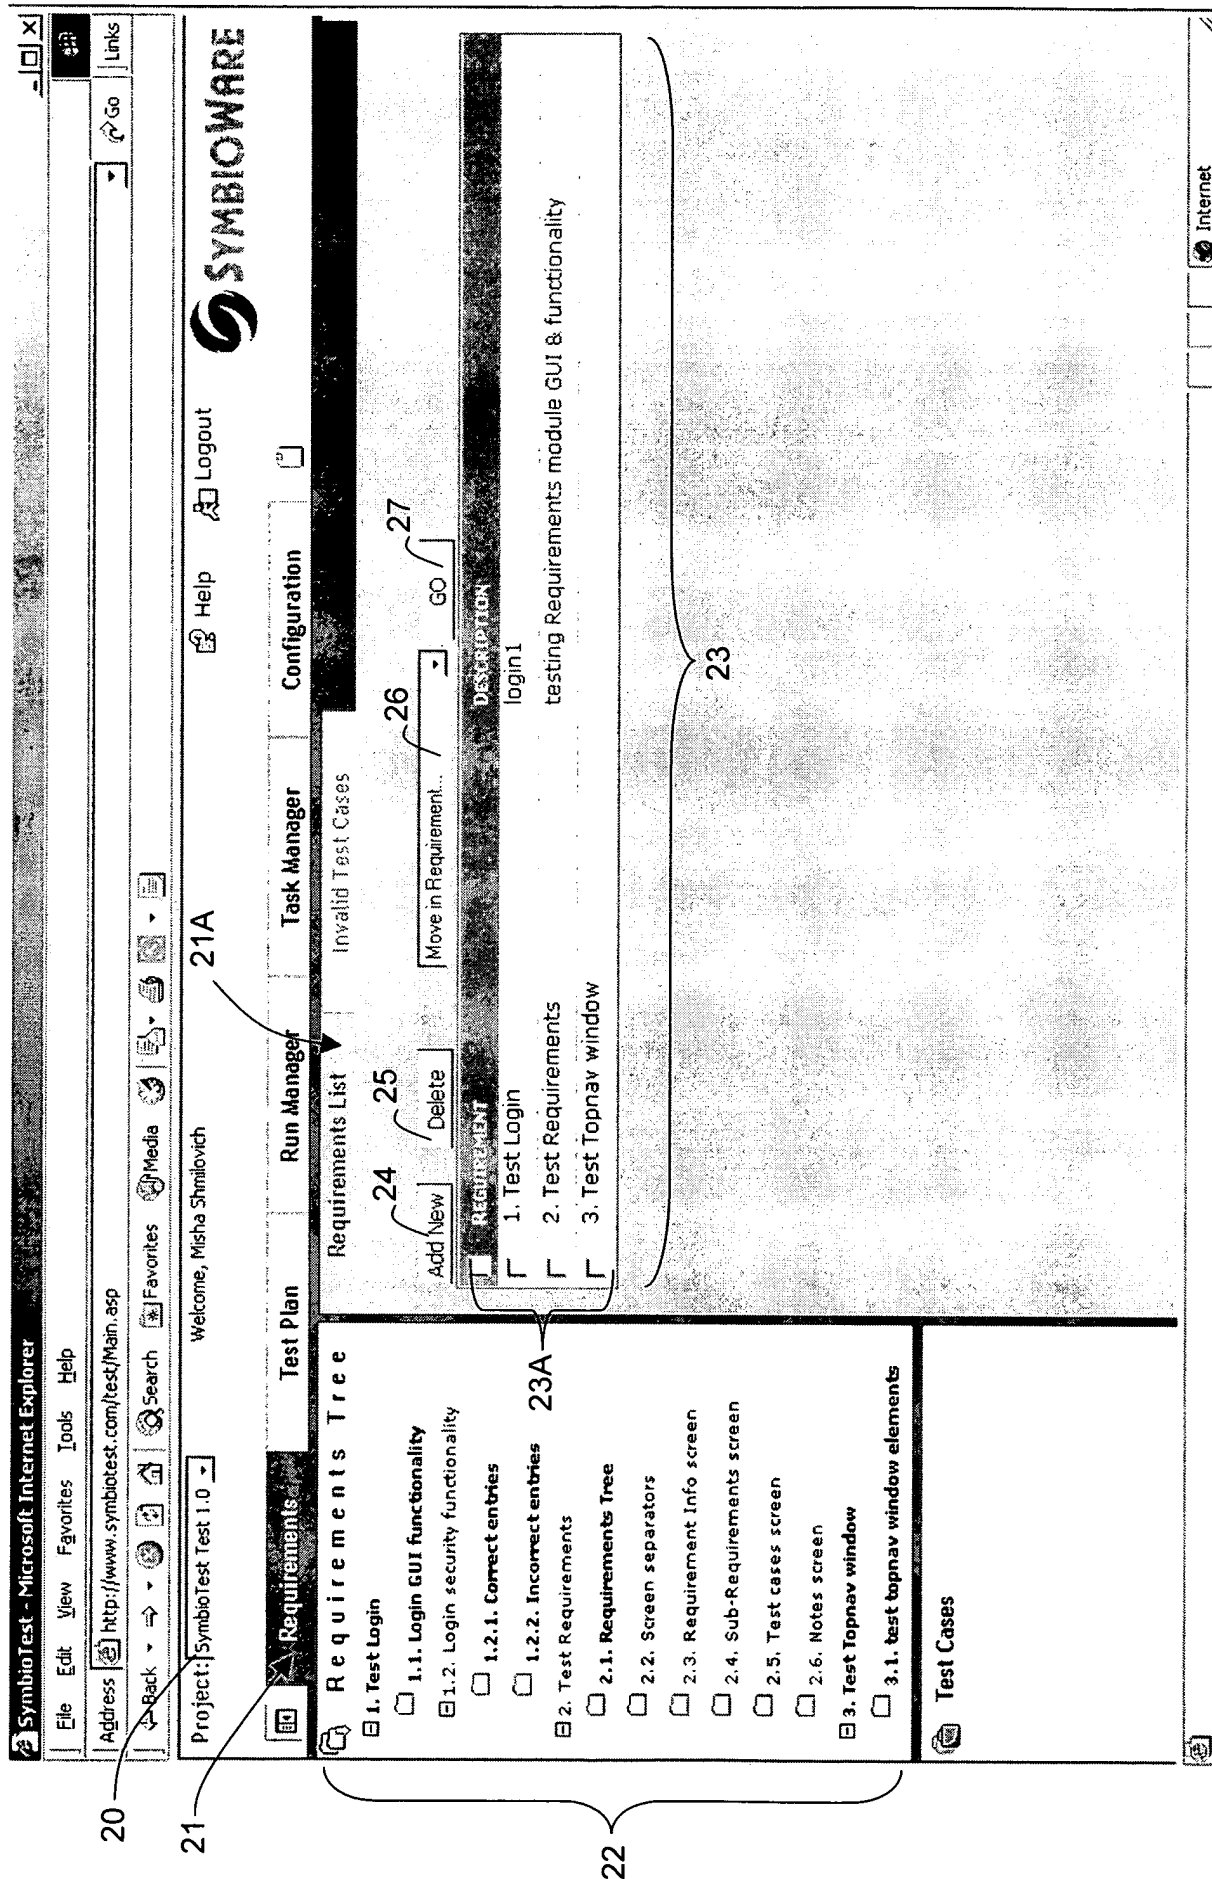 SymbioTest - Microsoft Internet Explorer
File Edit View Favorites Tools Help
Address http://www.symbiotest.com/test/Main.asp Go Links
Back Search Favorites Media
Project: SymbioTest Test 1.0 Welcome, Misha Shmilovich Help Logout SYMBIOWARE
Requirements Test Plan Run Manager Task Manager Configuration
Requirements List Invalid Test Cases
Requirements Tree
1. Test Login
1.1. Login GUI functionality
1.2. Login security functionality
1.2.1. Correct entries
1.2.2. Incorrect entries
2. Test Requirements
2.1. Requirements Tree
2.2. Screen separators
2.3. Requirement Info screen
2.4. Sub-Requirements screen
2.5. Test cases screen
2.6. Notes screen
3. Test Topnav window
3.1. test topnav window elements
Test Cases
Add New Delete Move in Requirement... GO
REQUIREMENT DESCRIPTION
1. Test Login login1
2. Test Requirements testing Requirements module GUI & functionality
3. Test Topnav window
Internet
20
21
21A
22
23
23A
24
25
26
27